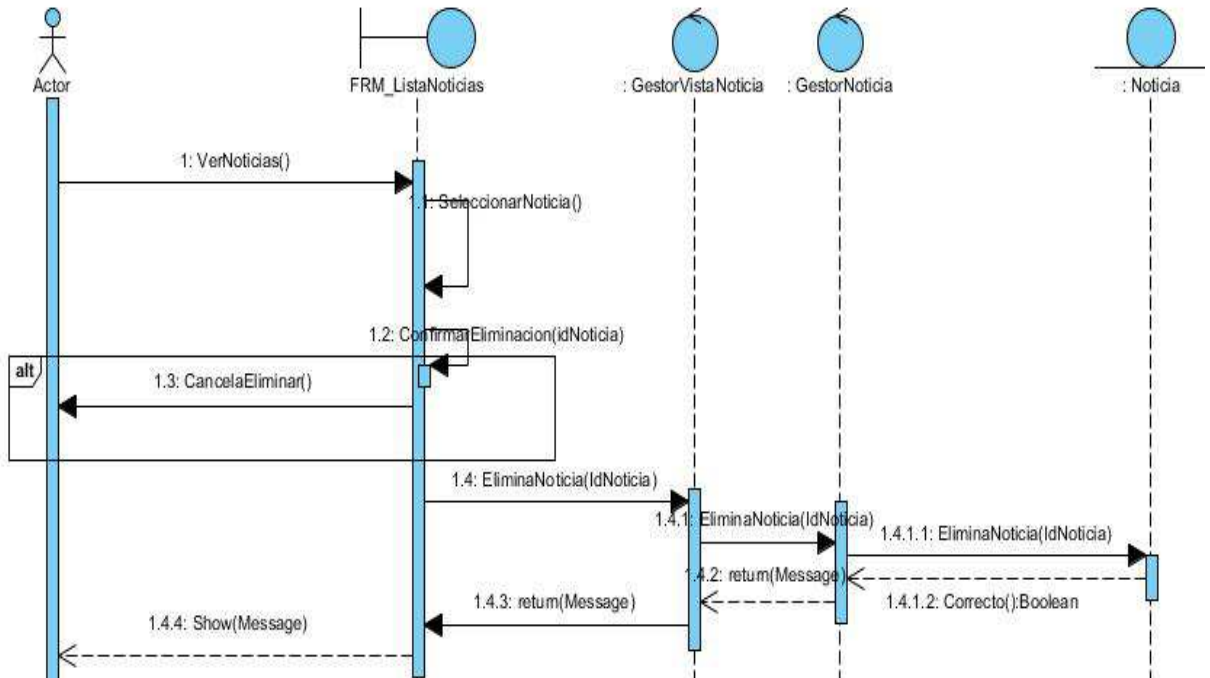 Actor
FRM_ListaNoticias
: GestorVistaNoticia
: GestorNoticia
: Noticia
1: VerNoticias()
1.1: SeleccionarNoticia()
1.2: ConfirmarEliminacion(idNoticia)
alt
1.3: CancelaEliminar()
1.4: EliminaNoticia(IdNoticia)
1.4.1: EliminaNoticia(IdNoticia)
1.4.1.1: EliminaNoticia(IdNoticia)
1.4.2: return(Message)
1.4.1.2: Correcto():Boolean
1.4.3: return(Message)
1.4.4: Show(Message)